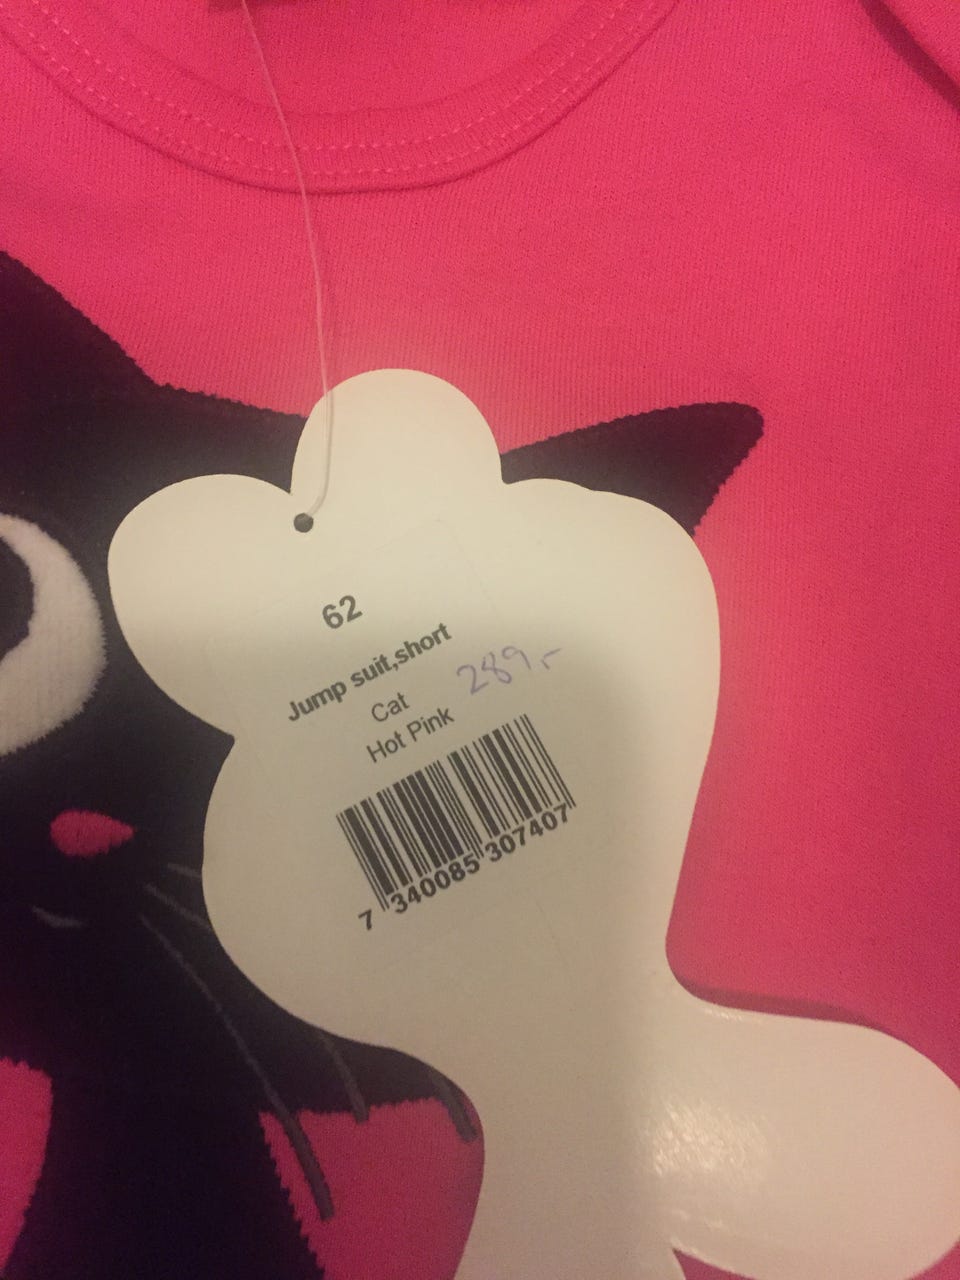 62
Jump suit,short
Cat
289,-
Hot Pink
7 340085 307407